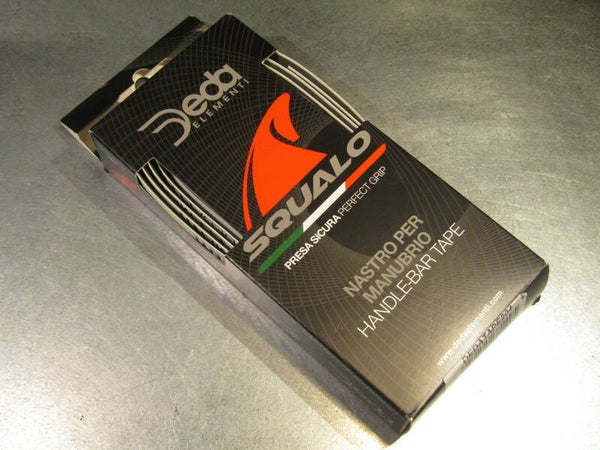 Deda
ELEMENTI
SQUALO
PRESA SICURA PERFECT GRIP
NASTRO PER
MANUBRIO
HANDLE-BAR TAPE
www.dedaelementi.com